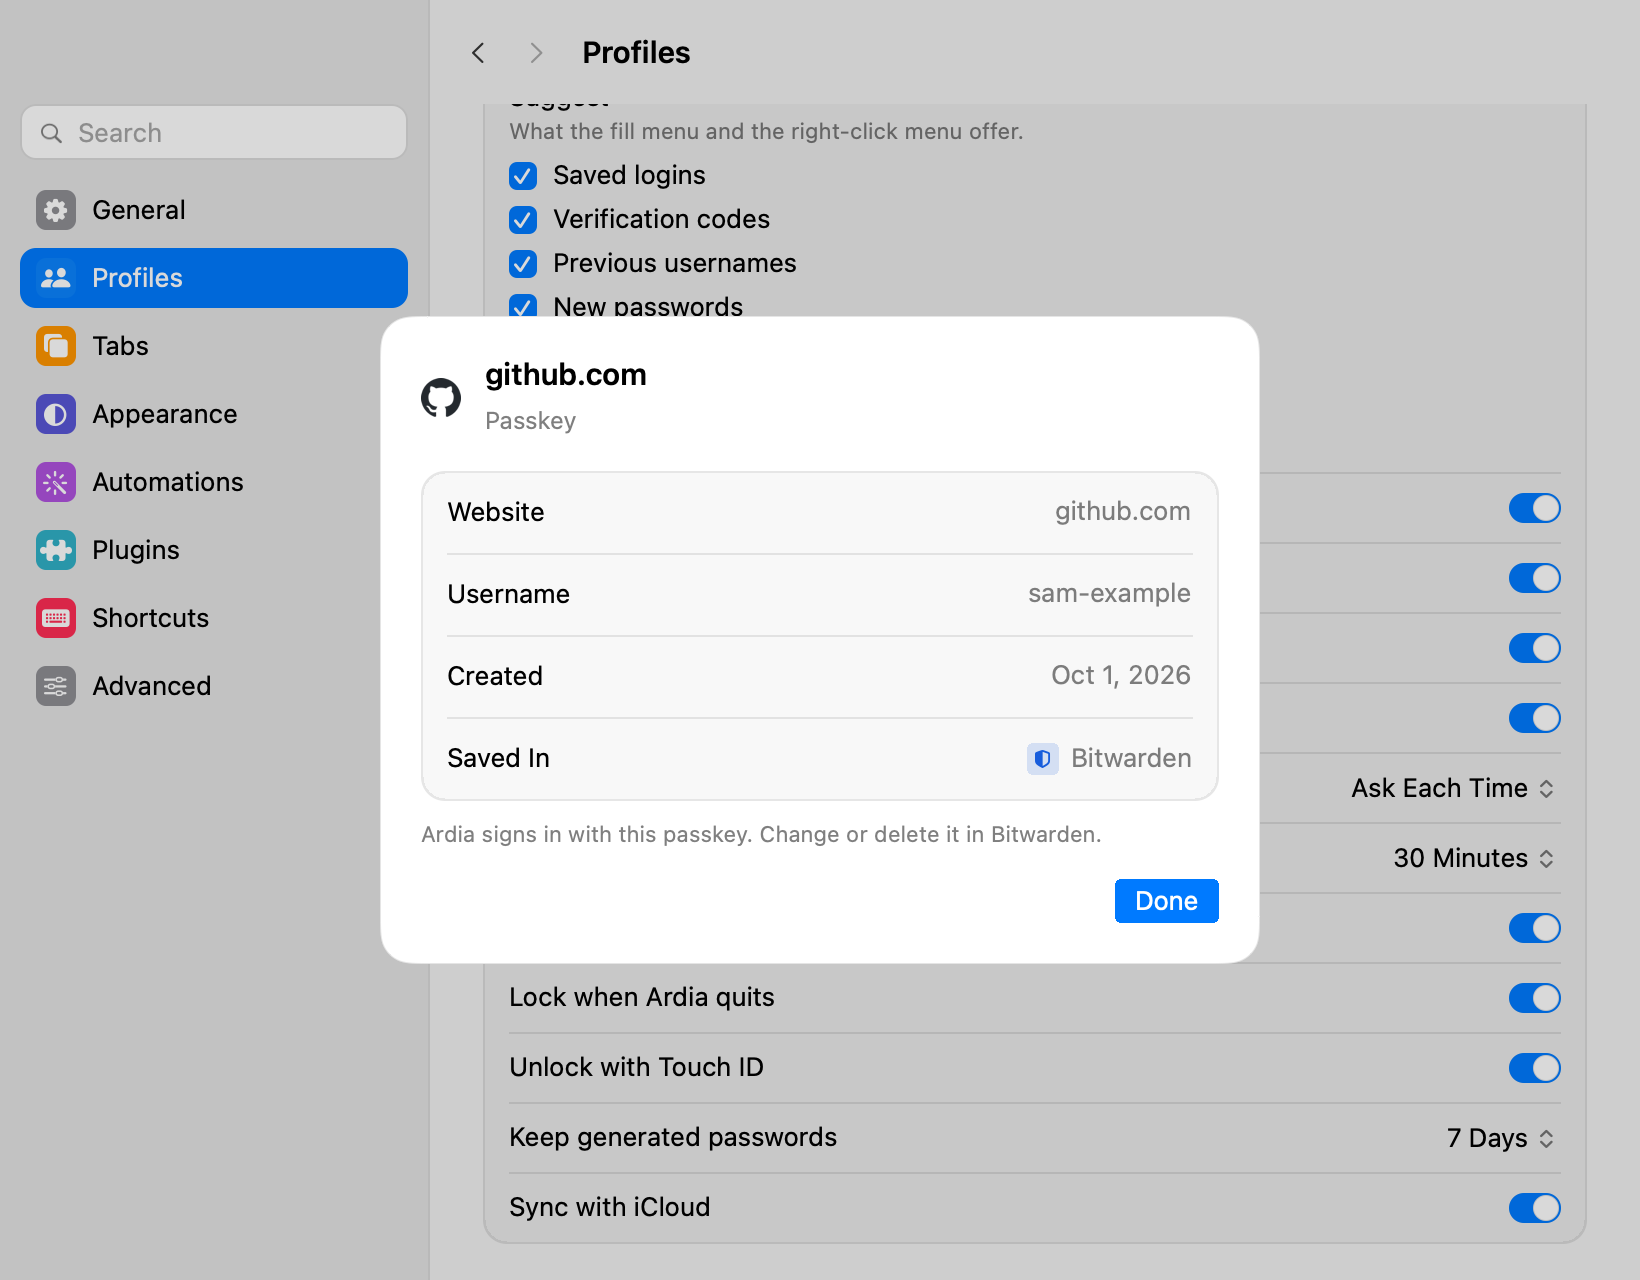 Profiles
Search
General
Profiles
Tabs
Appearance
Automations
Plugins
Shortcuts
Advanced
Suggest
What the fill menu and the right-click menu offer.
Saved logins
Verification codes
Previous usernames
New passwords
github.com
Passkey
Website github.com
Username sam-example
Created Oct 1, 2026
Saved In Bitwarden
Ardia signs in with this passkey. Change or delete it in Bitwarden.
Done
Ask Each Time
30 Minutes
Lock when Ardia quits
Unlock with Touch ID
Keep generated passwords 7 Days
Sync with iCloud